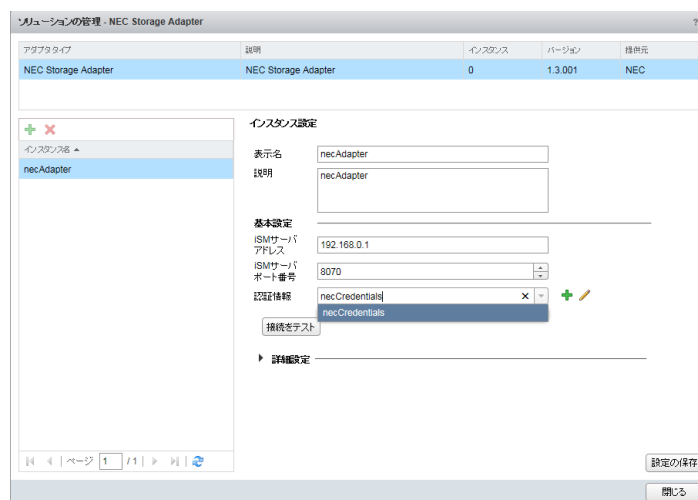 ソリューションの管理 - NEC Storage Adapter ?
アダプタタイプ 説明 インスタンス バージョン 提供元
NEC Storage Adapter NEC Storage Adapter 0 1.3.001 NEC
インスタンス設定
インスタンス名
necAdapter
表示名 necAdapter
説明 necAdapter
基本設定
iSMサーバ
アドレス
192.168.0.1
iSMサーバ
ポート番号
8070
認証情報 necCredentials
necCredentials
接続をテスト
詳細設定
ページ 1 / 1
設定の保存
閉じる